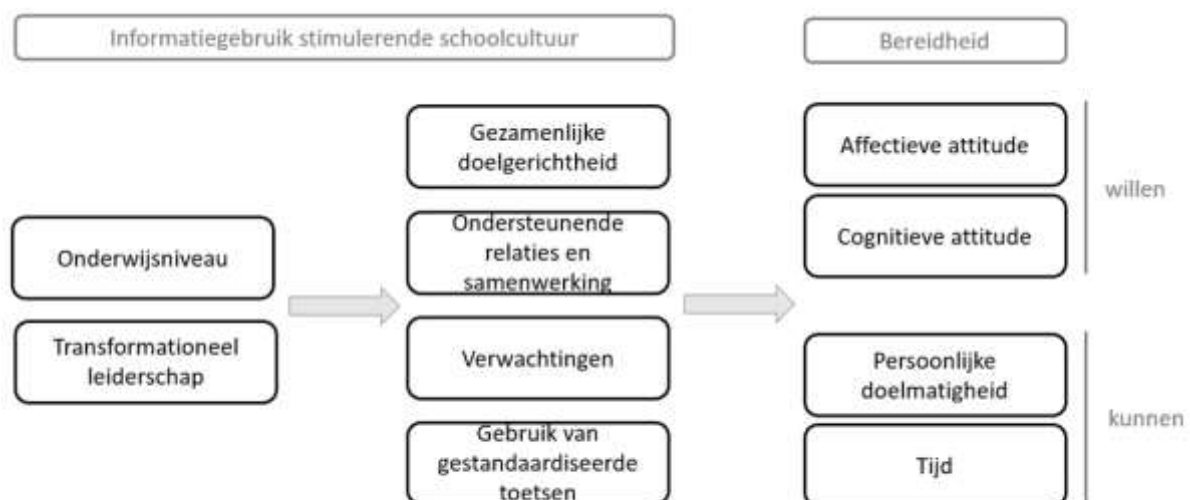 Informatiegebruik stimulerende schoolcultuur
Bereidheid
Onderwijsniveau
Transformationeel
leiderschap
Gezamenlijke
doelgerichtheid
Ondersteunende
relaties en
samenwerking
Verwachtingen
Gebruik van
gestandaardiseerde
toetsen
Affectieve attitude
Cognitieve attitude
willen
Persoonlijke
doelmatigheid
Tijd
kunnen